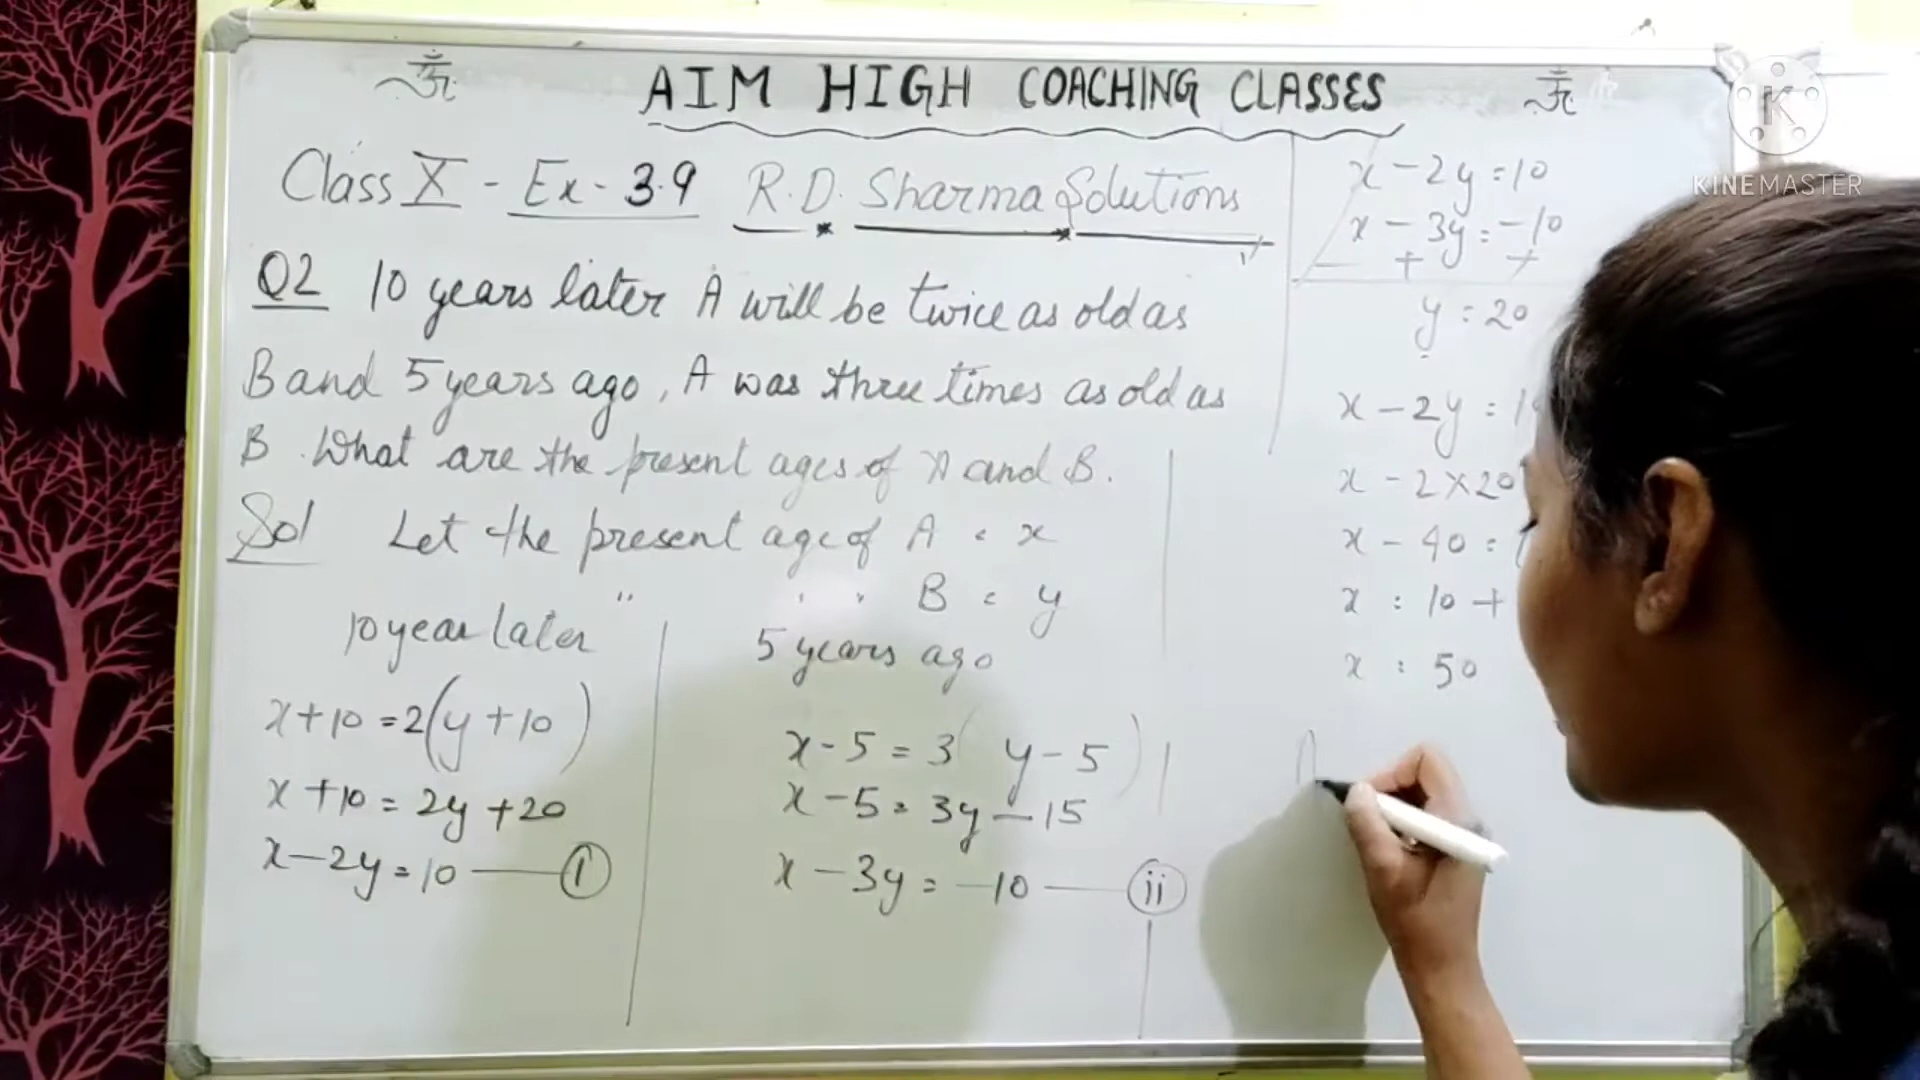 ॐ AIM HIGH COACHING CLASSES ॐ
K
KINEMASTER
Class X - Ex - 3.9 R.D. Sharma Solutions
Q2 10 years later A will be twice as old as
B and 5 years ago, A was three times as old as
B. What are the present ages of A and B.
Sol Let the present age of A = x
" " " B = y
10 year later
x+10 = 2(y+10)
x+10 = 2y+20
x-2y = 10 — (i)
5 years ago
x-5 = 3(y-5)
x-5 = 3y-15
x-3y = -10 — (ii)
x-2y = 10
x-3y = -10
- + +
y = 20
x-2y =
x-2×20
x-40 =
x = 10 +
x = 50